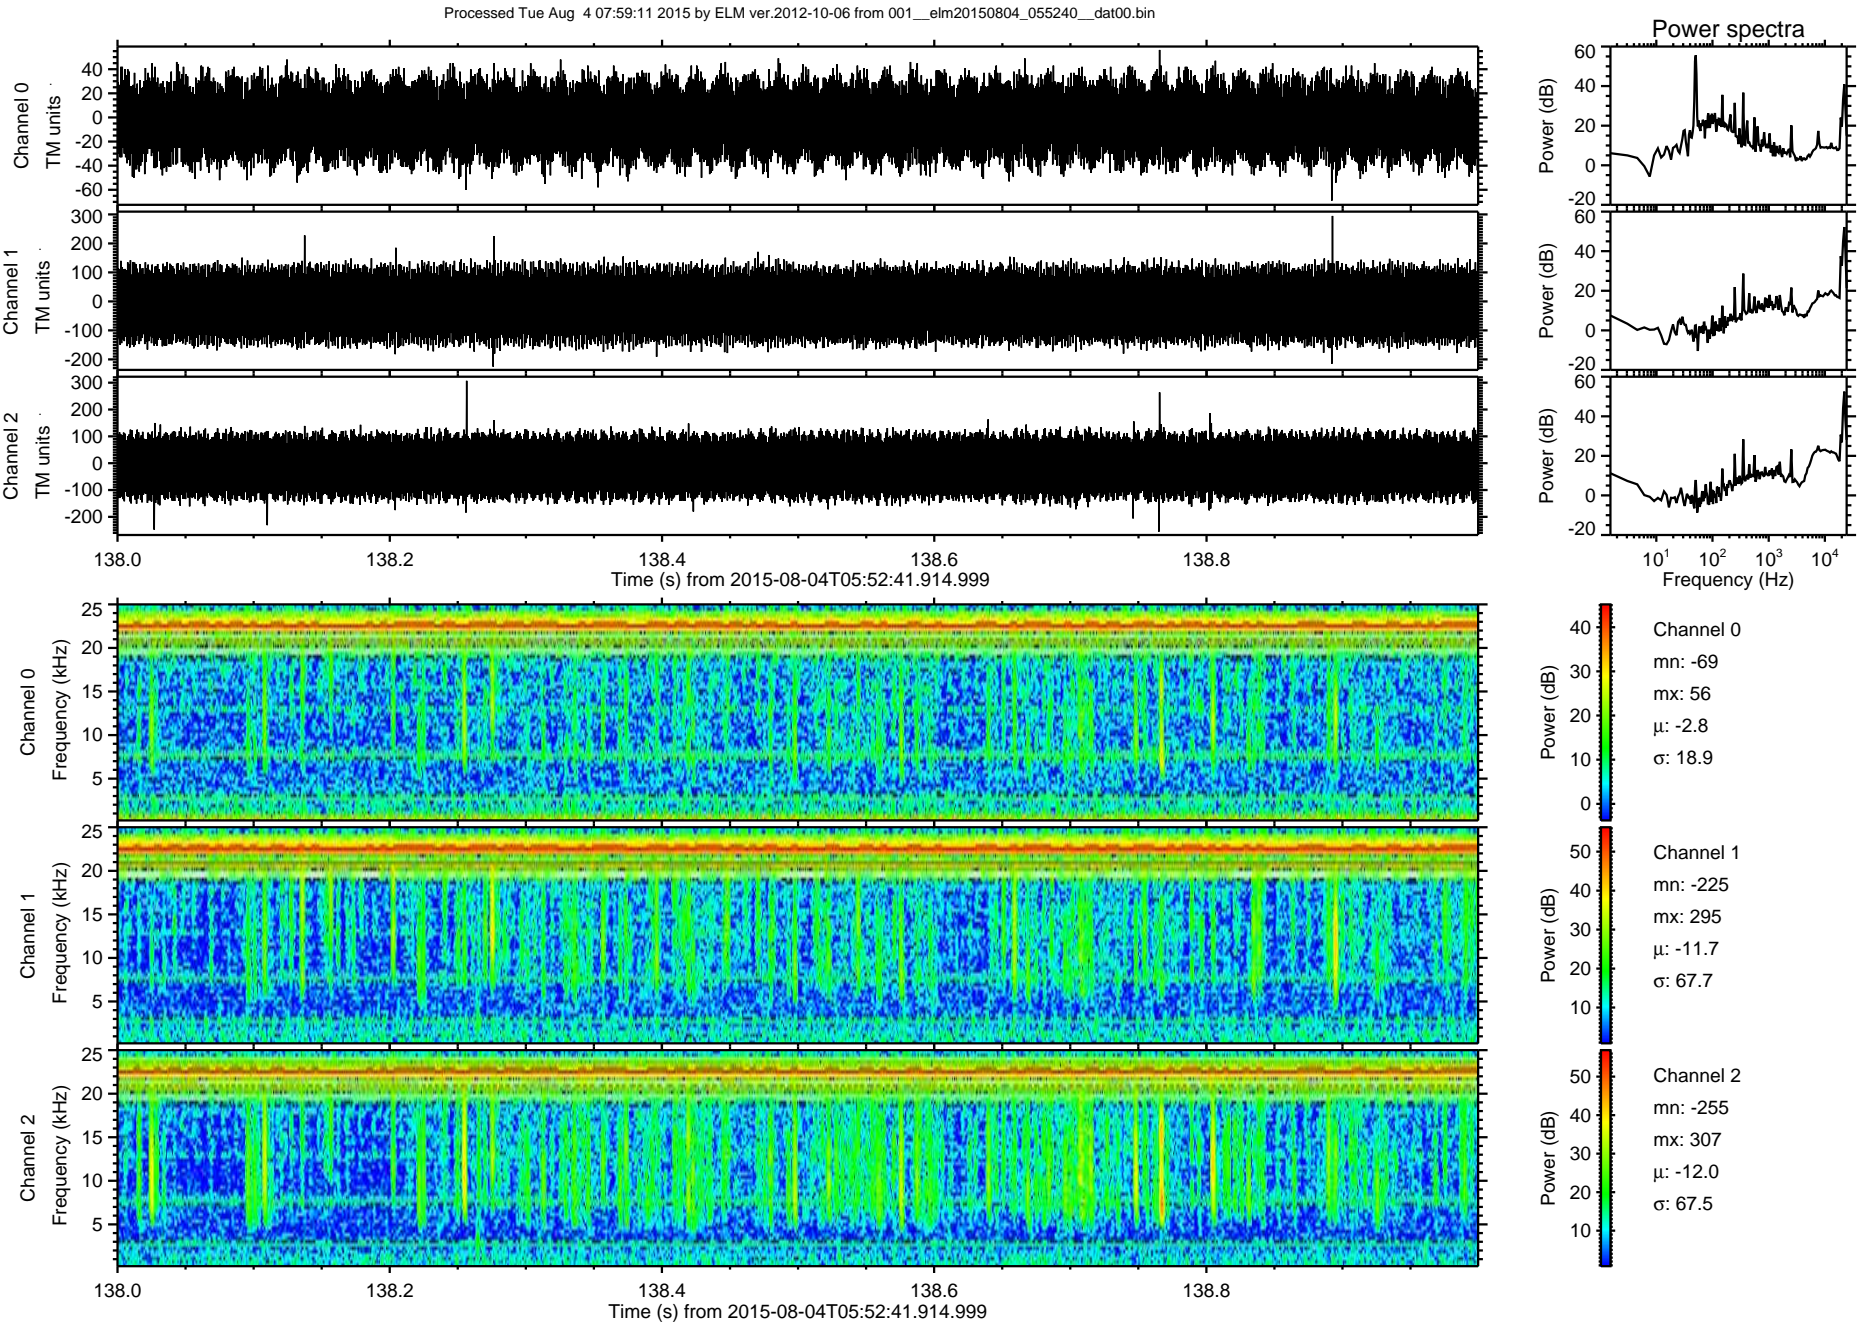 Processed Tue Aug  4 07:59:11 2015 by ELM ver.2012-10-06 from 001__elm20150804_055240__dat00.bin
Power spectra
Channel 0
TM units
40
20
0
-20
-40
-60
Power (dB)
60
40
20
0
-20
Channel 1
TM units
300
200
100
0
-100
-200
Power (dB)
60
40
20
0
-20
Channel 2
TM units
300
200
100
0
-100
-200
Power (dB)
60
40
20
0
-20
138.0 138.2 138.4 138.6 138.8
Time (s) from 2015-08-04T05:52:41.914.999
10¹ 10² 10³ 10⁴
Frequency (Hz)
Channel 0
Frequency (kHz)
25
20
15
10
5
Power (dB)
40
30
20
10
0
Channel 0
mn: -69
mx: 56
μ: -2.8
σ: 18.9
Channel 1
Frequency (kHz)
25
20
15
10
5
Power (dB)
50
40
30
20
10
Channel 1
mn: -225
mx: 295
μ: -11.7
σ: 67.7
Channel 2
Frequency (kHz)
25
20
15
10
5
Power (dB)
50
40
30
20
10
Channel 2
mn: -255
mx: 307
μ: -12.0
σ: 67.5
138.0 138.2 138.4 138.6 138.8
Time (s) from 2015-08-04T05:52:41.914.999